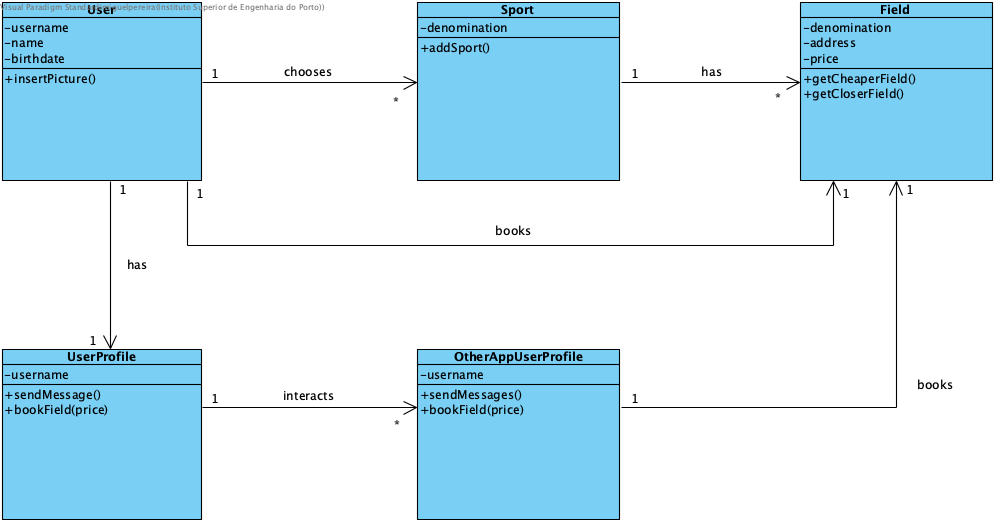 Visual Paradigm Standard(miguelpereira(Instituto Superior de Engenharia do Porto))
User
-username
-name
-birthdate
+insertPicture()
Sport
-denomination
+addSport()
Field
-denomination
-address
-price
+getCheaperField()
+getCloserField()
1
chooses
*
1
has
*
1
has
1
1
books
1
1
UserProfile
-username
+sendMessage()
+bookField(price)
1
interacts
*
OtherAppUserProfile
-username
+sendMessages()
+bookField(price)
1
books